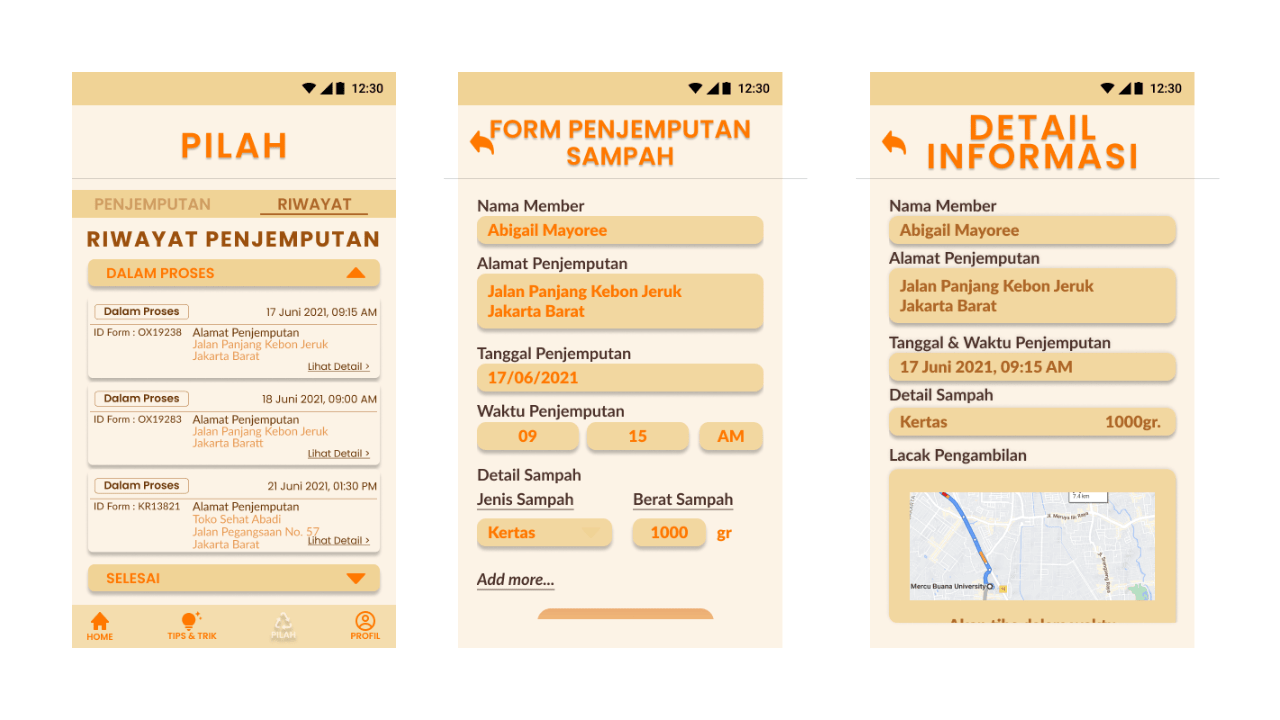 12:30
PILAH
PENJEMPUTAN RIWAYAT
RIWAYAT PENJEMPUTAN
DALAM PROSES
Dalam Proses 17 Juni 2021, 09:15 AM
ID Form : OX19238 Alamat Penjemputan
Jalan Panjang Kebon Jeruk
Jakarta Barat
Lihat Detail >
Dalam Proses 18 Juni 2021, 09:00 AM
ID Form : OX19283 Alamat Penjemputan
Jalan Panjang Kebon Jeruk
Jakarta Baratt
Lihat Detail >
Dalam Proses 21 Juni 2021, 01:30 PM
ID Form : KR13821 Alamat Penjemputan
Toko Sehat Abadi
Jalan Pegangsaan No. 57
Jakarta Barat Lihat Detail >
SELESAI
HOME TIPS & TRIK PILAH PROFIL
12:30
FORM PENJEMPUTAN
SAMPAH
Nama Member
Abigail Mayoree
Alamat Penjemputan
Jalan Panjang Kebon Jeruk
Jakarta Barat
Tanggal Penjemputan
17/06/2021
Waktu Penjemputan
09 15 AM
Detail Sampah
Jenis Sampah Berat Sampah
Kertas 1000 gr
Add more...
12:30
DETAIL
INFORMASI
Nama Member
Abigail Mayoree
Alamat Penjemputan
Jalan Panjang Kebon Jeruk
Jakarta Barat
Tanggal & Waktu Penjemputan
17 Juni 2021, 09:15 AM
Detail Sampah
Kertas 1000gr.
Lacak Pengambilan
7.4 km
Jl. Meruya Ilir Raya
Mercu Buana University